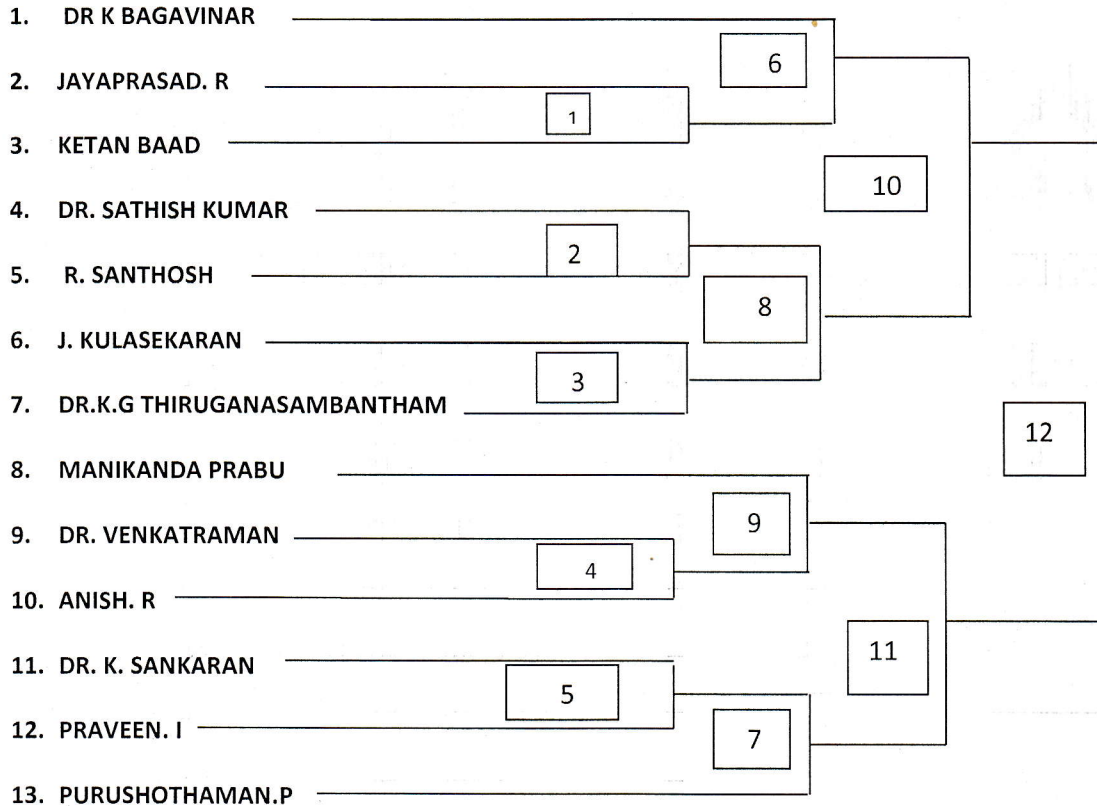 1. DR K BAGAVINAR
6
2. JAYAPRASAD. R
1
3. KETAN BAAD
10
4. DR. SATHISH KUMAR
2
5. R. SANTHOSH
8
6. J. KULASEKARAN
3
7. DR.K.G THIRUGANASAMBANTHAM
12
8. MANIKANDA PRABU
9
9. DR. VENKATRAMAN
4
10. ANISH. R
11. DR. K. SANKARAN
11
5
12. PRAVEEN. I
7
13. PURUSHOTHAMAN.P